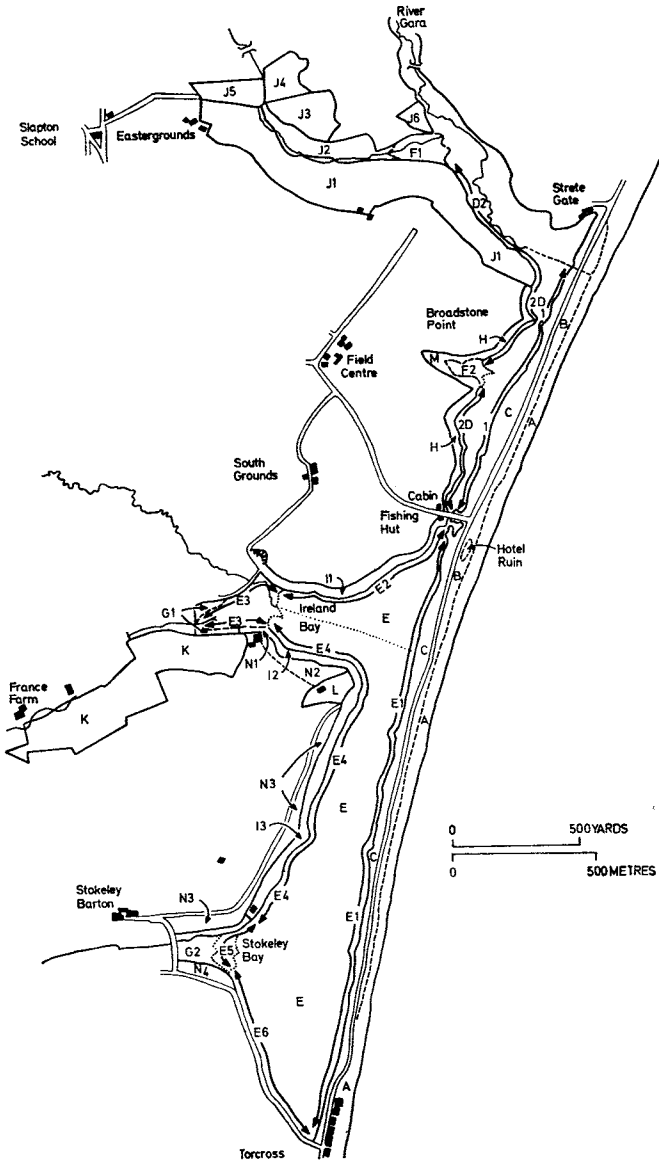 River
Gara
J4
J5
J3
J6
Slapton
School
Eastergrounds
J2
F1
J1
D2
Strete
Gate
J1
2D
1
B
Broadstone
Point
H
M
F2
Field
Centre
C
A
2D
1
H
South
Grounds
Cabin
Fishing
Hut
Hotel
Ruin
I1
E2
B
E3
G1
Ireland
Bay
E
E3
E4
C
K
N1
I2
N2
France
Farm
L
K
E1
A
N3
E4
E
I3
0
500 YARDS
0
500 METRES
C
Stokeley
Barton
N3
E4
E1
G2
E5
Stokeley
Bay
N4
E
E6
A
Torcross